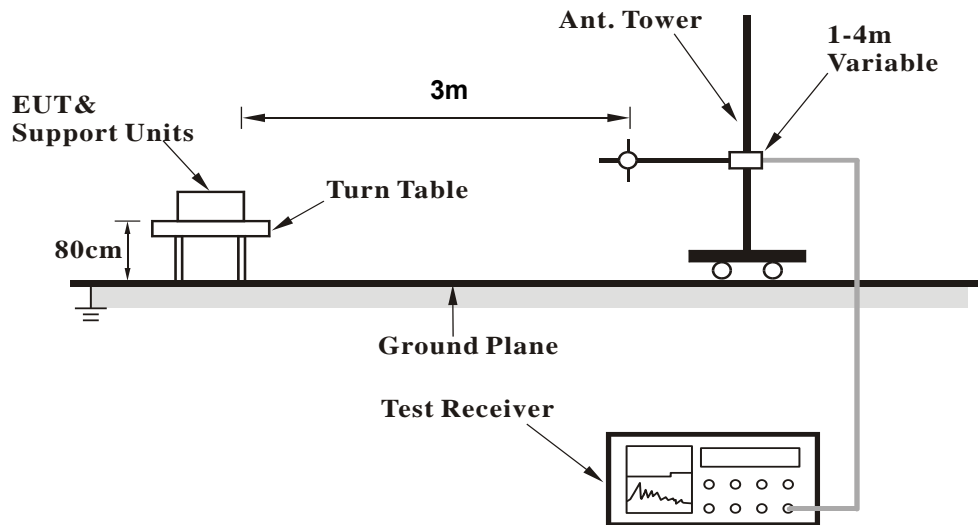 Ant. Tower
1-4m
Variable
3m
EUT&
Support Units
Turn Table
80cm
Ground Plane
Test Receiver